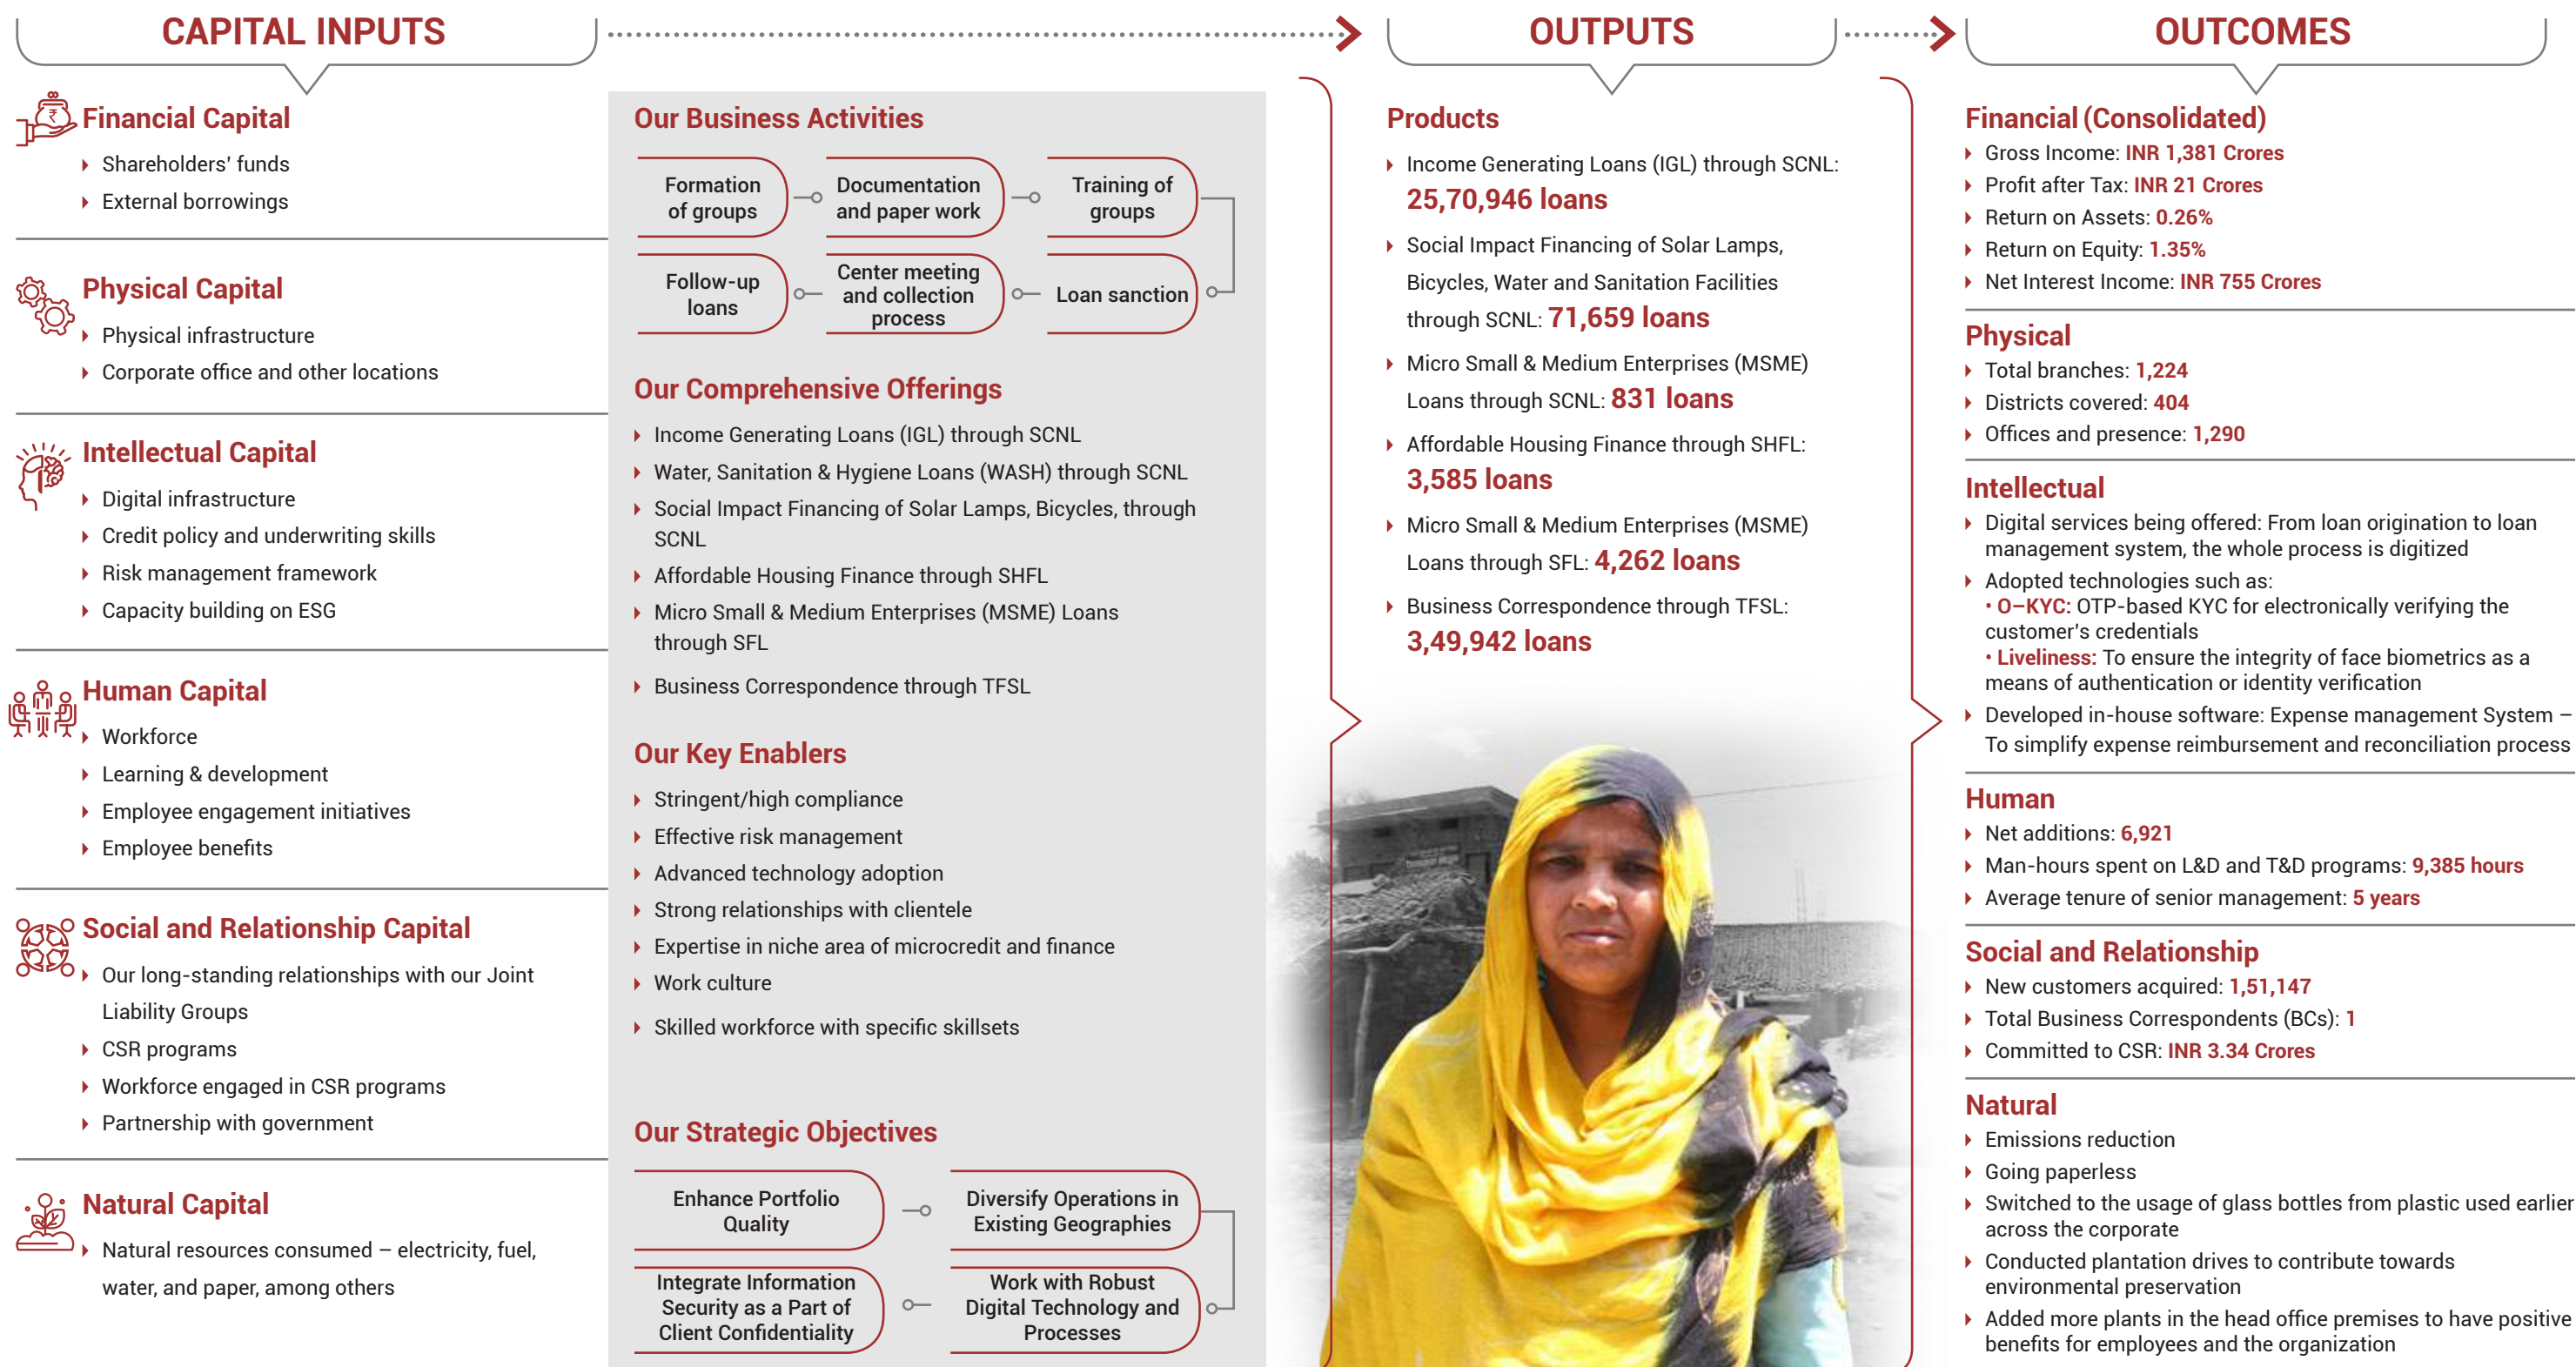 CAPITAL INPUTS
Financial Capital
Shareholders' funds
External borrowings
Physical Capital
Physical infrastructure
Corporate office and other locations
Intellectual Capital
Digital infrastructure
Credit policy and underwriting skills
Risk management framework
Capacity building on ESG
Human Capital
Workforce
Learning & development
Employee engagement initiatives
Employee benefits
Social and Relationship Capital
Our long-standing relationships with our Joint
Liability Groups
CSR programs
Workforce engaged in CSR programs
Partnership with government
Natural Capital
Natural resources consumed – electricity, fuel,
water, and paper, among others
Our Business Activities
Formation
of groups
Documentation
and paper work
Training of
groups
Follow-up
loans
Center meeting
and collection
process
Loan sanction
Our Comprehensive Offerings
Income Generating Loans (IGL) through SCNL
Water, Sanitation & Hygiene Loans (WASH) through SCNL
Social Impact Financing of Solar Lamps, Bicycles, through
SCNL
Affordable Housing Finance through SHFL
Micro Small & Medium Enterprises (MSME) Loans
through SFL
Business Correspondence through TFSL
Our Key Enablers
Stringent/high compliance
Effective risk management
Advanced technology adoption
Strong relationships with clientele
Expertise in niche area of microcredit and finance
Work culture
Skilled workforce with specific skillsets
Our Strategic Objectives
Enhance Portfolio
Quality
Diversify Operations in
Existing Geographies
Integrate Information
Security as a Part of
Client Confidentiality
Work with Robust
Digital Technology and
Processes
OUTPUTS
Products
Income Generating Loans (IGL) through SCNL:
25,70,946 loans
Social Impact Financing of Solar Lamps,
Bicycles, Water and Sanitation Facilities
through SCNL: 71,659 loans
Micro Small & Medium Enterprises (MSME)
Loans through SCNL: 831 loans
Affordable Housing Finance through SHFL:
3,585 loans
Micro Small & Medium Enterprises (MSME)
Loans through SFL: 4,262 loans
Business Correspondence through TFSL:
3,49,942 loans
OUTCOMES
Financial (Consolidated)
Gross Income: INR 1,381 Crores
Profit after Tax: INR 21 Crores
Return on Assets: 0.26%
Return on Equity: 1.35%
Net Interest Income: INR 755 Crores
Physical
Total branches: 1,224
Districts covered: 404
Offices and presence: 1,290
Intellectual
Digital services being offered: From loan origination to loan
management system, the whole process is digitized
Adopted technologies such as:
• O–KYC: OTP-based KYC for electronically verifying the
customer's credentials
• Liveliness: To ensure the integrity of face biometrics as a
means of authentication or identity verification
Developed in-house software: Expense management System –
To simplify expense reimbursement and reconciliation process
Human
Net additions: 6,921
Man-hours spent on L&D and T&D programs: 9,385 hours
Average tenure of senior management: 5 years
Social and Relationship
New customers acquired: 1,51,147
Total Business Correspondents (BCs): 1
Committed to CSR: INR 3.34 Crores
Natural
Emissions reduction
Going paperless
Switched to the usage of glass bottles from plastic used earlier
across the corporate
Conducted plantation drives to contribute towards
environmental preservation
Added more plants in the head office premises to have positive
benefits for employees and the organization